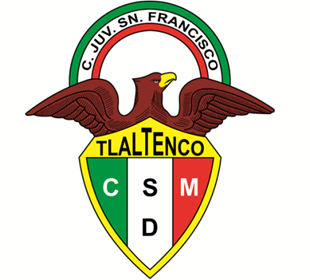 C. JUV. SN. FRANCISCO
TLALTENCO
C S M
D